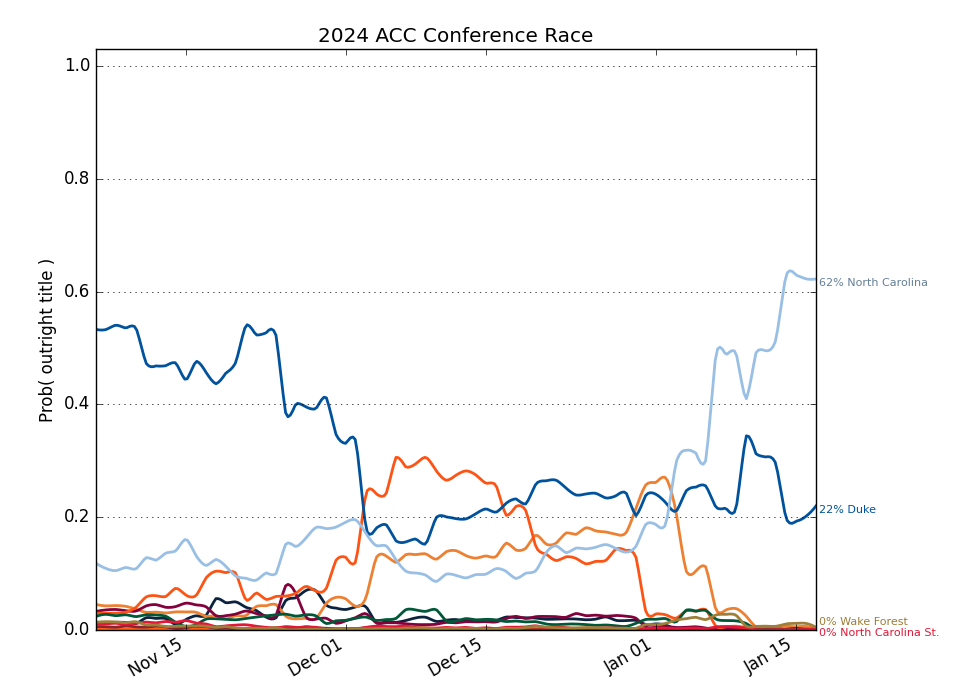 2024 ACC Conference Race
Prob( outright title )
1.0
0.8
0.6
0.4
0.2
0.0
62% North Carolina
22% Duke
0% Wake Forest
0% North Carolina St.
Nov 15
Dec 01
Dec 15
Jan 01
Jan 15